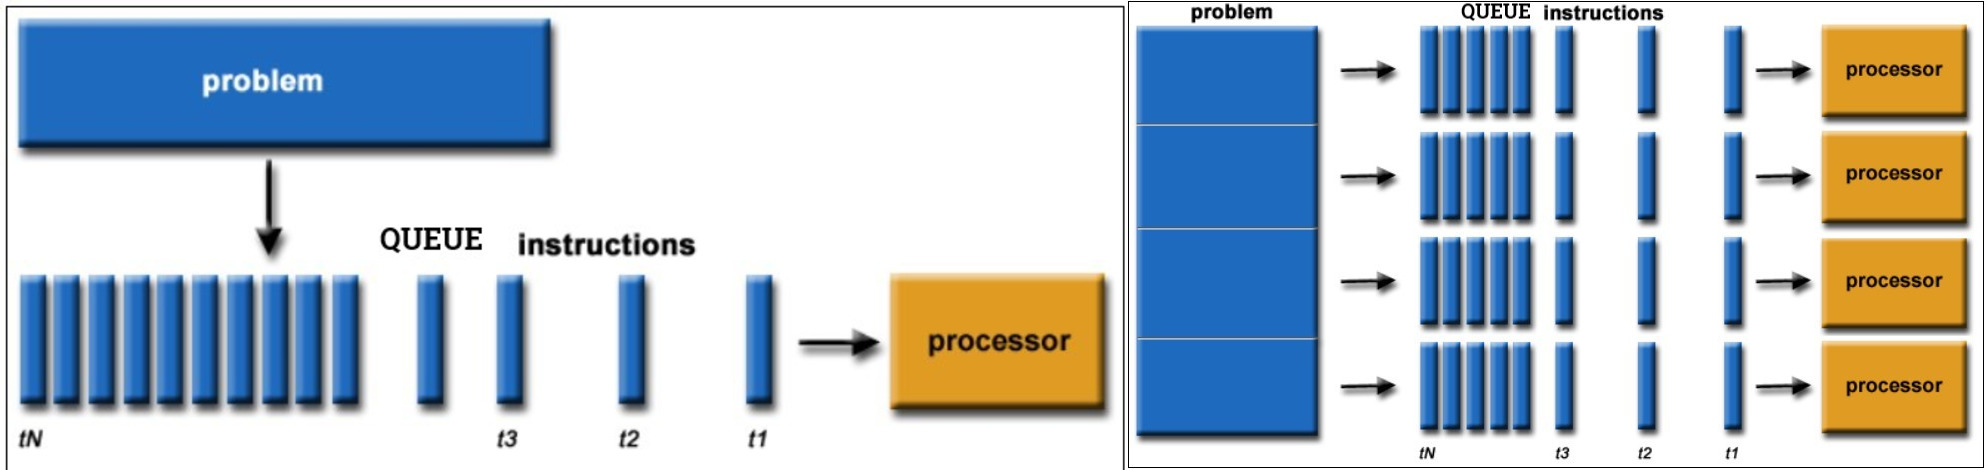 problem
QUEUE instructions
processor
tN t3 t2 t1
problem QUEUE instructions
processor
processor
processor
processor
tN t3 t2 t1